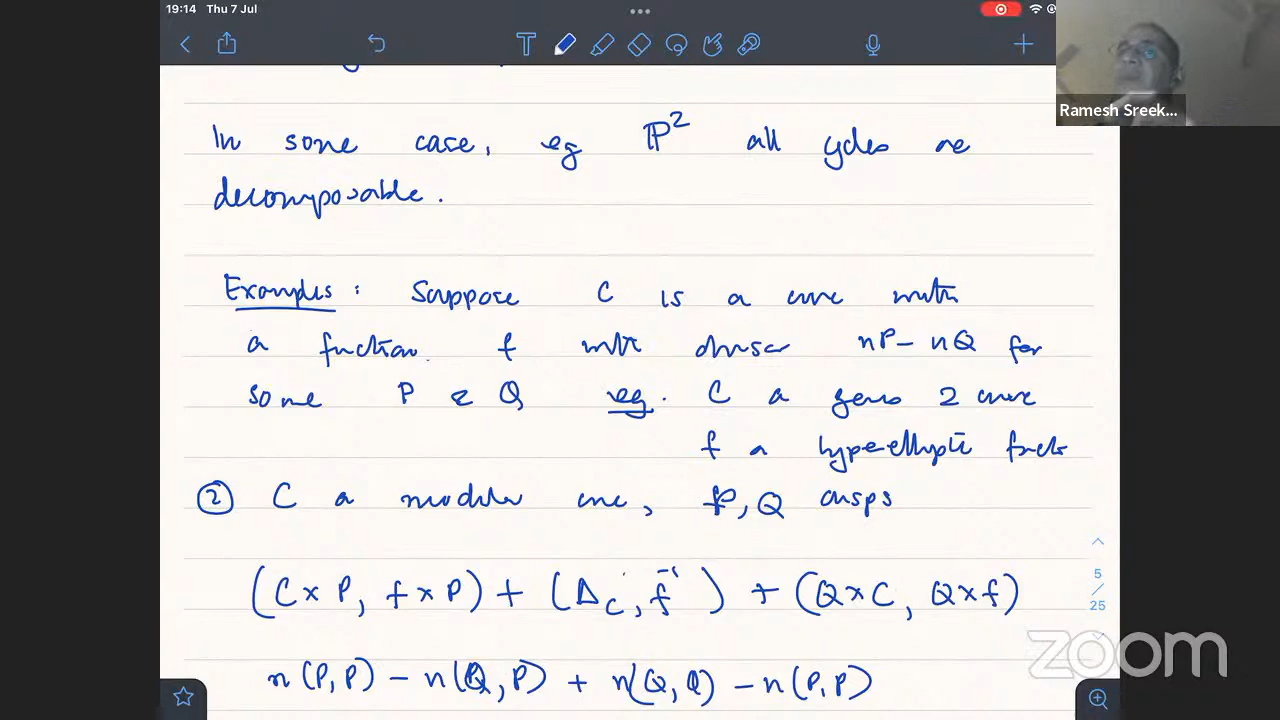 19:14 Thu 7 Jul
Ramesh Sreek...
In some case, eg ℙ² all cycles are
decomposable.
Examples : Suppose C is a curve with
a function f with divisor nP - nQ for
some P & Q eg. C a genus 2 curve
f a hyperelliptic function
② C a modular curve, P, Q cusps
(C × P, f × P) + (Δ_C, f⁻¹) + (Q × C, Q × f)
n(P, P) - n(Q, P) + n(Q, Q) - n(P, P)
5
/
25
zoom